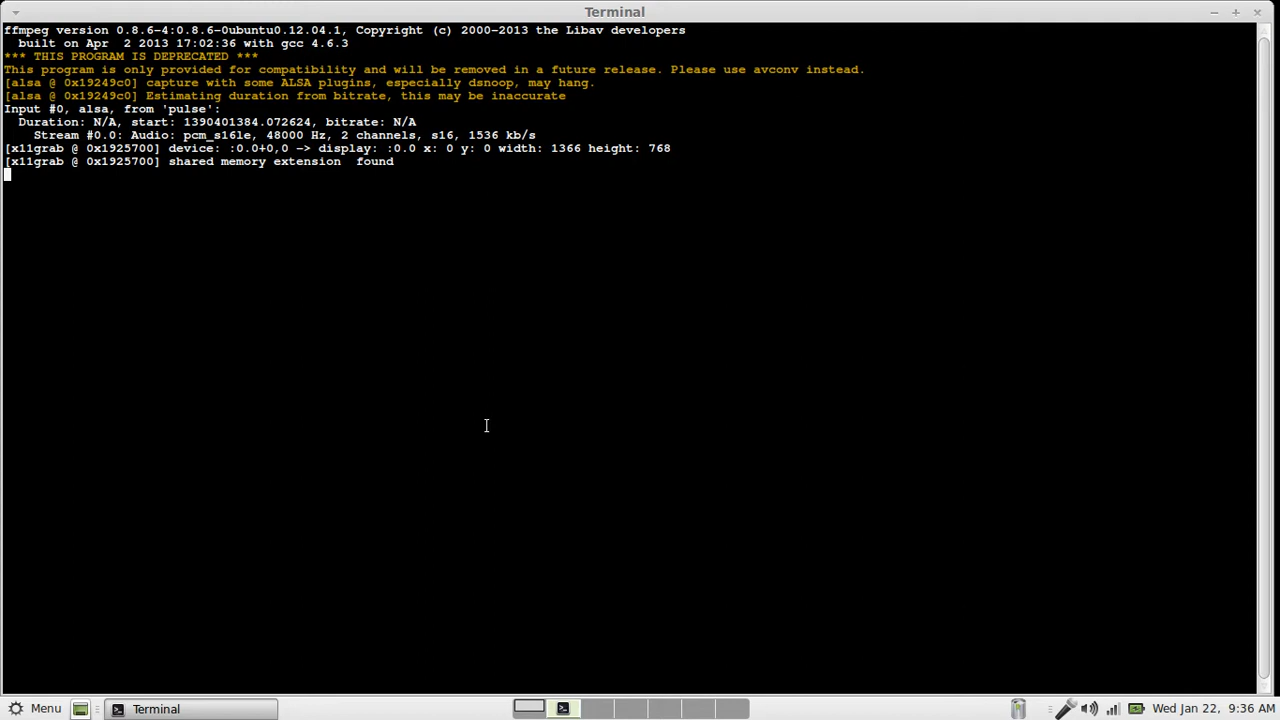 Terminal
ffmpeg version 0.8.6-4:0.8.6-0ubuntu0.12.04.1, Copyright (c) 2000-2013 the Libav developers
  built on Apr  2 2013 17:02:36 with gcc 4.6.3
*** THIS PROGRAM IS DEPRECATED ***
This program is only provided for compatibility and will be removed in a future release. Please use avconv instead.
[alsa @ 0x19249c0] capture with some ALSA plugins, especially dsnoop, may hang.
[alsa @ 0x19249c0] Estimating duration from bitrate, this may be inaccurate
Input #0, alsa, from 'pulse':
  Duration: N/A, start: 1390401384.072624, bitrate: N/A
    Stream #0.0: Audio: pcm_s16le, 48000 Hz, 2 channels, s16, 1536 kb/s
[x11grab @ 0x1925700] device: :0.0+0,0 -> display: :0.0 x: 0 y: 0 width: 1366 height: 768
[x11grab @ 0x1925700] shared memory extension  found
Menu Terminal Wed Jan 22, 9:36 AM